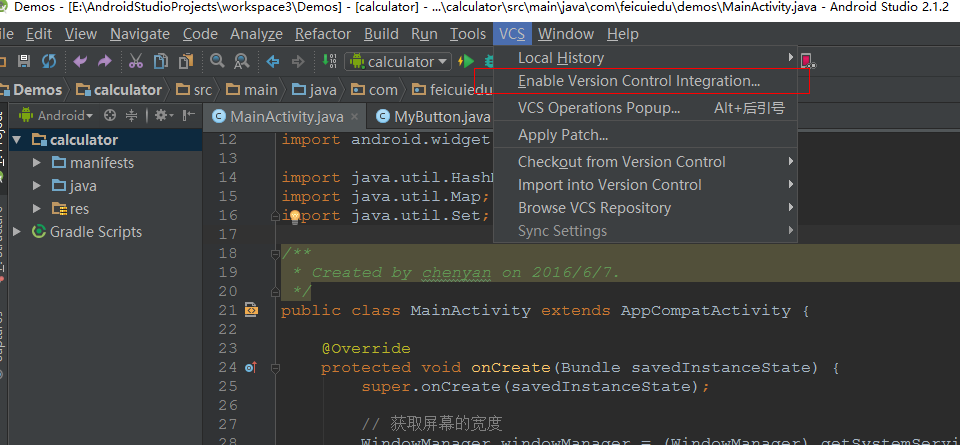 Demos - [E:\AndroidStudioProjects\workspace3\Demos] - [calculator] - ...\calculator\src\main\java\com\feicuiedu\demos\MainActivity.java - Android Studio 2.1.2
Edit View Navigate Code Analyze Refactor Build Run Tools VCS Window Help
calculator
Local History
Enable Version Control Integration...
VCS Operations Popup... Alt+后引号
Apply Patch...
Checkout from Version Control
Import into Version Control
Browse VCS Repository
Sync Settings
Demos calculator src main java com feicuiedu
Android
MainActivity.java MyButton.java
calculator
manifests
java
res
Gradle Scripts
12 import android.widget
13
14 import java.util.Hash
15 import java.util.Map;
16 import java.util.Set;
17
18 /**
19 * Created by chenyan on 2016/6/7.
20 */
21 public class MainActivity extends AppCompatActivity {
22
23 @Override
24 protected void onCreate(Bundle savedInstanceState) {
25 super.onCreate(savedInstanceState);
26
27 // 获取屏幕的宽度
28 WindowManager windowManager = (WindowManager) getSystemServi